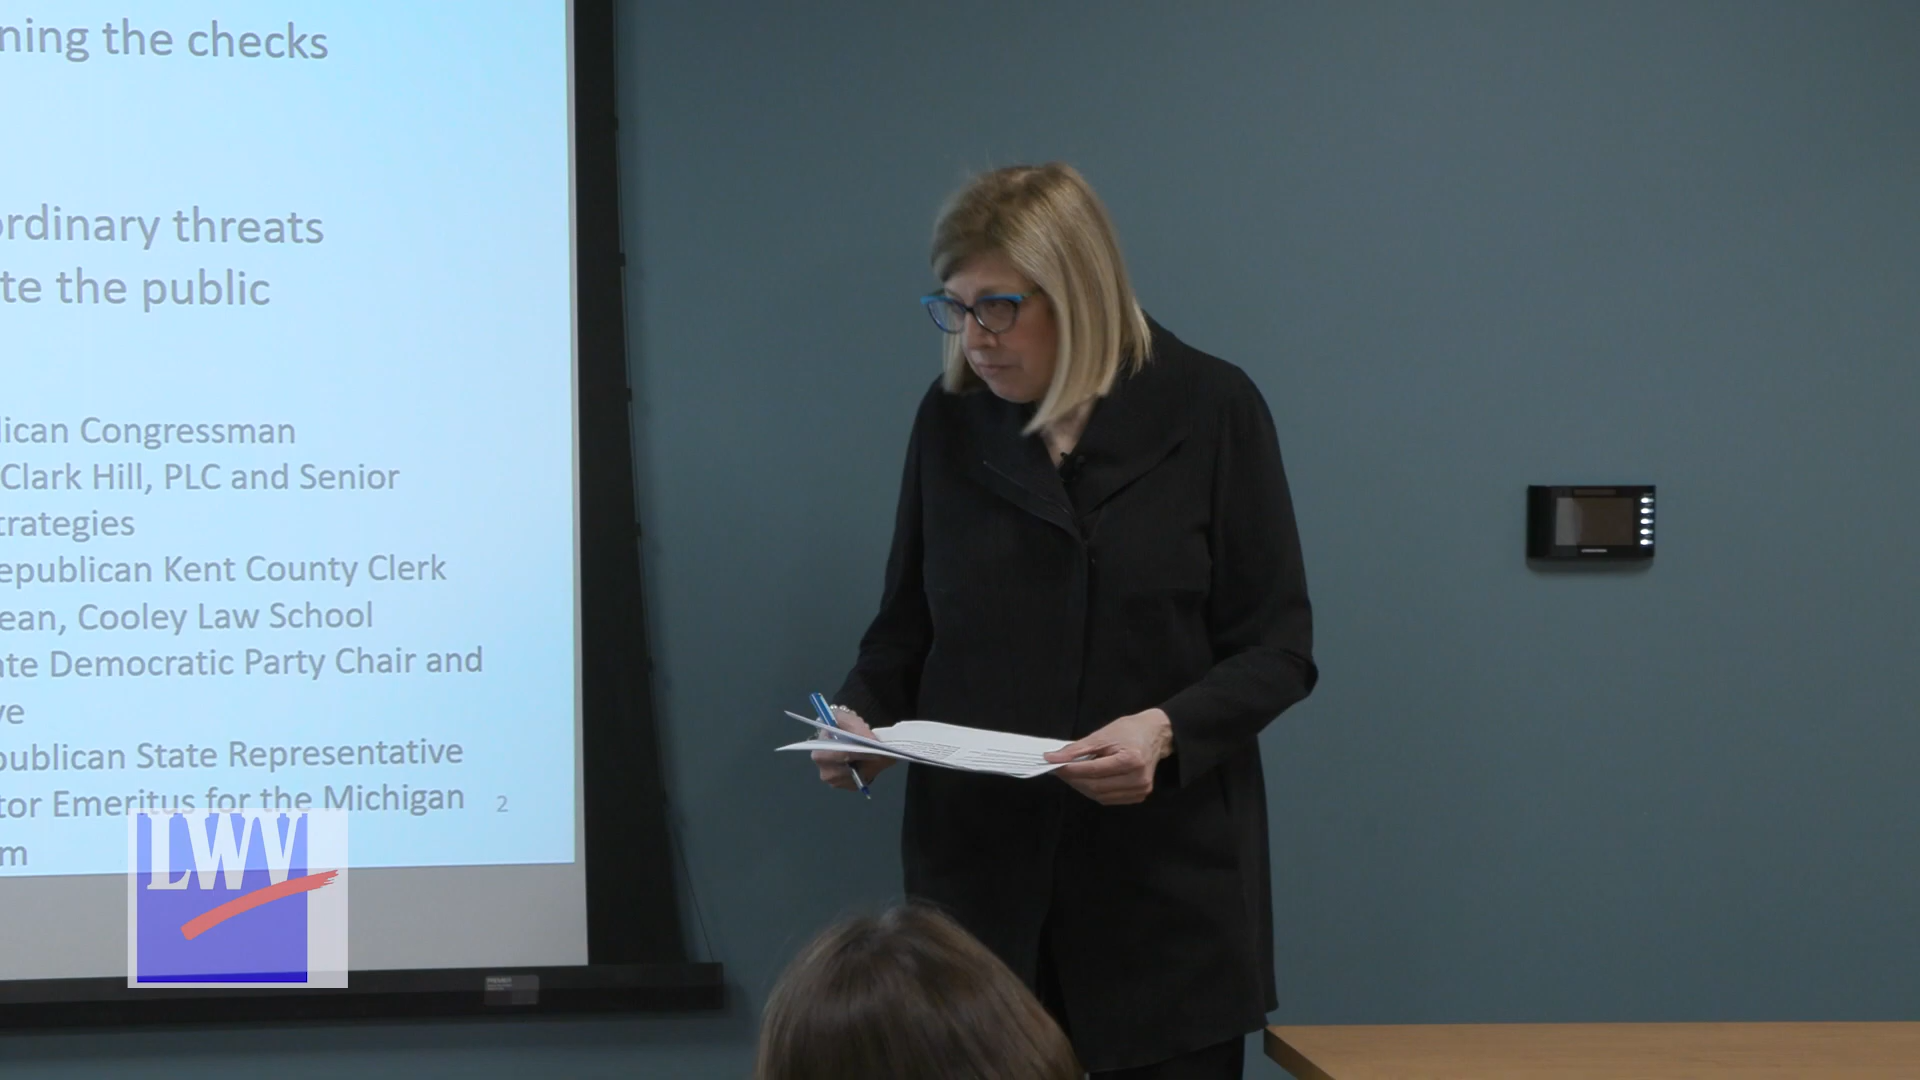 ning the checks
ordinary threats
te the public
lican Congressman
Clark Hill, PLC and Senior
trategies
epublican Kent County Clerk
ean, Cooley Law School
ate Democratic Party Chair and
ve
publican State Representative
tor Emeritus for the Michigan
2
m
LWV